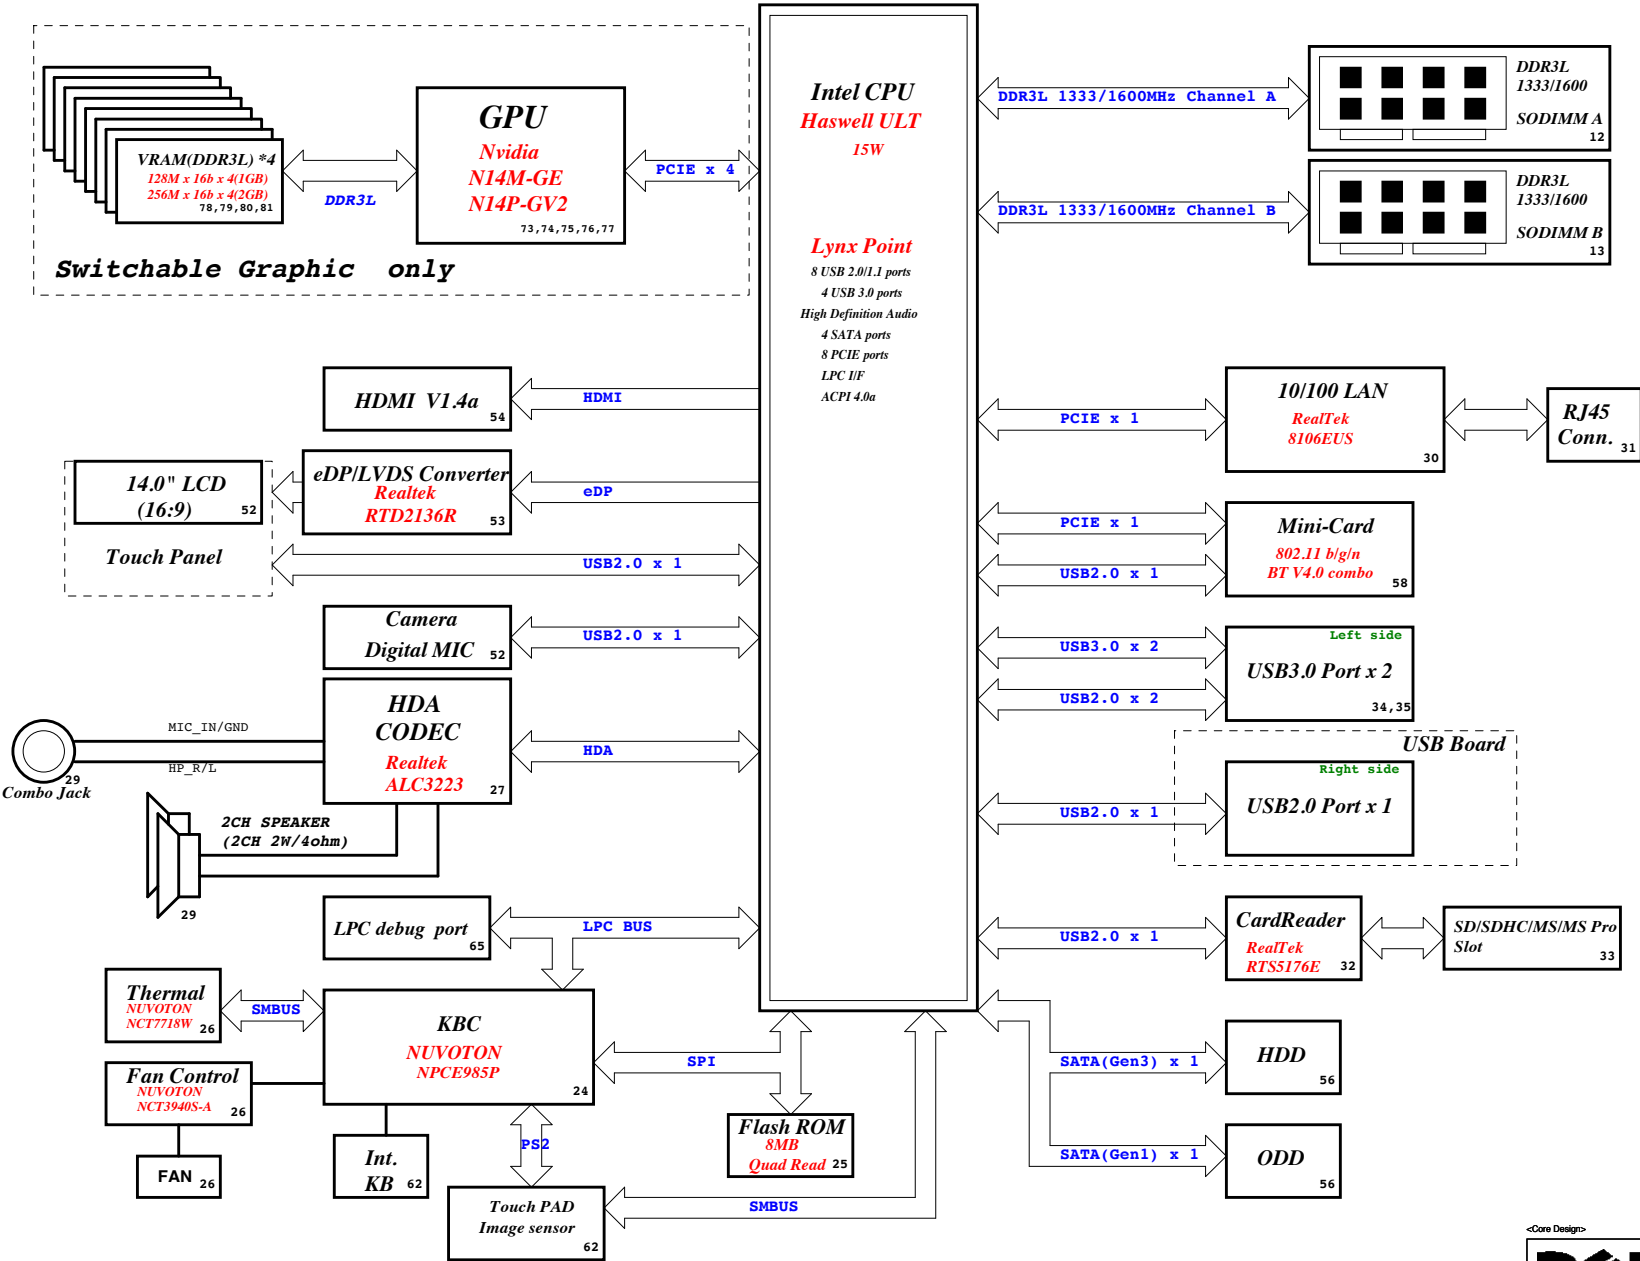 VRAM(DDR3L) *4
128M x 16b x 4(1GB)
256M x 16b x 4(2GB)
78,79,80,81
DDR3L
GPU
Nvidia
N14M-GE
N14P-GV2
73,74,75,76,77
PCIE x 4
Switchable Graphic only
Intel CPU
Haswell ULT
15W
Lynx Point
8 USB 2.0/1.1 ports
4 USB 3.0 ports
High Definition Audio
4 SATA ports
8 PCIE ports
LPC I/F
ACPI 4.0a
DDR3L 1333/1600MHz Channel A
DDR3L
1333/1600
SODIMM A
12
DDR3L 1333/1600MHz Channel B
DDR3L
1333/1600
SODIMM B
13
HDMI V1.4a
54
HDMI
14.0" LCD
(16:9)
52
Touch Panel
eDP/LVDS Converter
Realtek
RTD2136R
53
eDP
USB2.0 x 1
Camera
Digital MIC
52
USB2.0 x 1
HDA
CODEC
Realtek
ALC3223
27
HDA
MIC_IN/GND
HP_R/L
29
Combo Jack
2CH SPEAKER
(2CH 2W/4ohm)
29
LPC debug port
65
LPC BUS
Thermal
NUVOTON
NCT7718W
26
SMBUS
KBC
NUVOTON
NPCE985P
24
Fan Control
NUVOTON
NCT3940S-A
26
FAN
26
Int.
KB
62
PS2
Touch PAD
Image sensor
62
SPI
Flash ROM
8MB
Quad Read
25
SMBUS
PCIE x 1
10/100 LAN
RealTek
8106EUS
30
RJ45
Conn.
31
PCIE x 1
USB2.0 x 1
Mini-Card
802.11 b/g/n
BT V4.0 combo
58
USB3.0 x 2
USB2.0 x 2
Left side
USB3.0 Port x 2
34,35
USB Board
Right side
USB2.0 Port x 1
USB2.0 x 1
USB2.0 x 1
CardReader
RealTek
RTS5176E
32
SD/SDHC/MS/MS Pro
Slot
33
SATA(Gen3) x 1
HDD
56
SATA(Gen1) x 1
ODD
56
<Core Design>